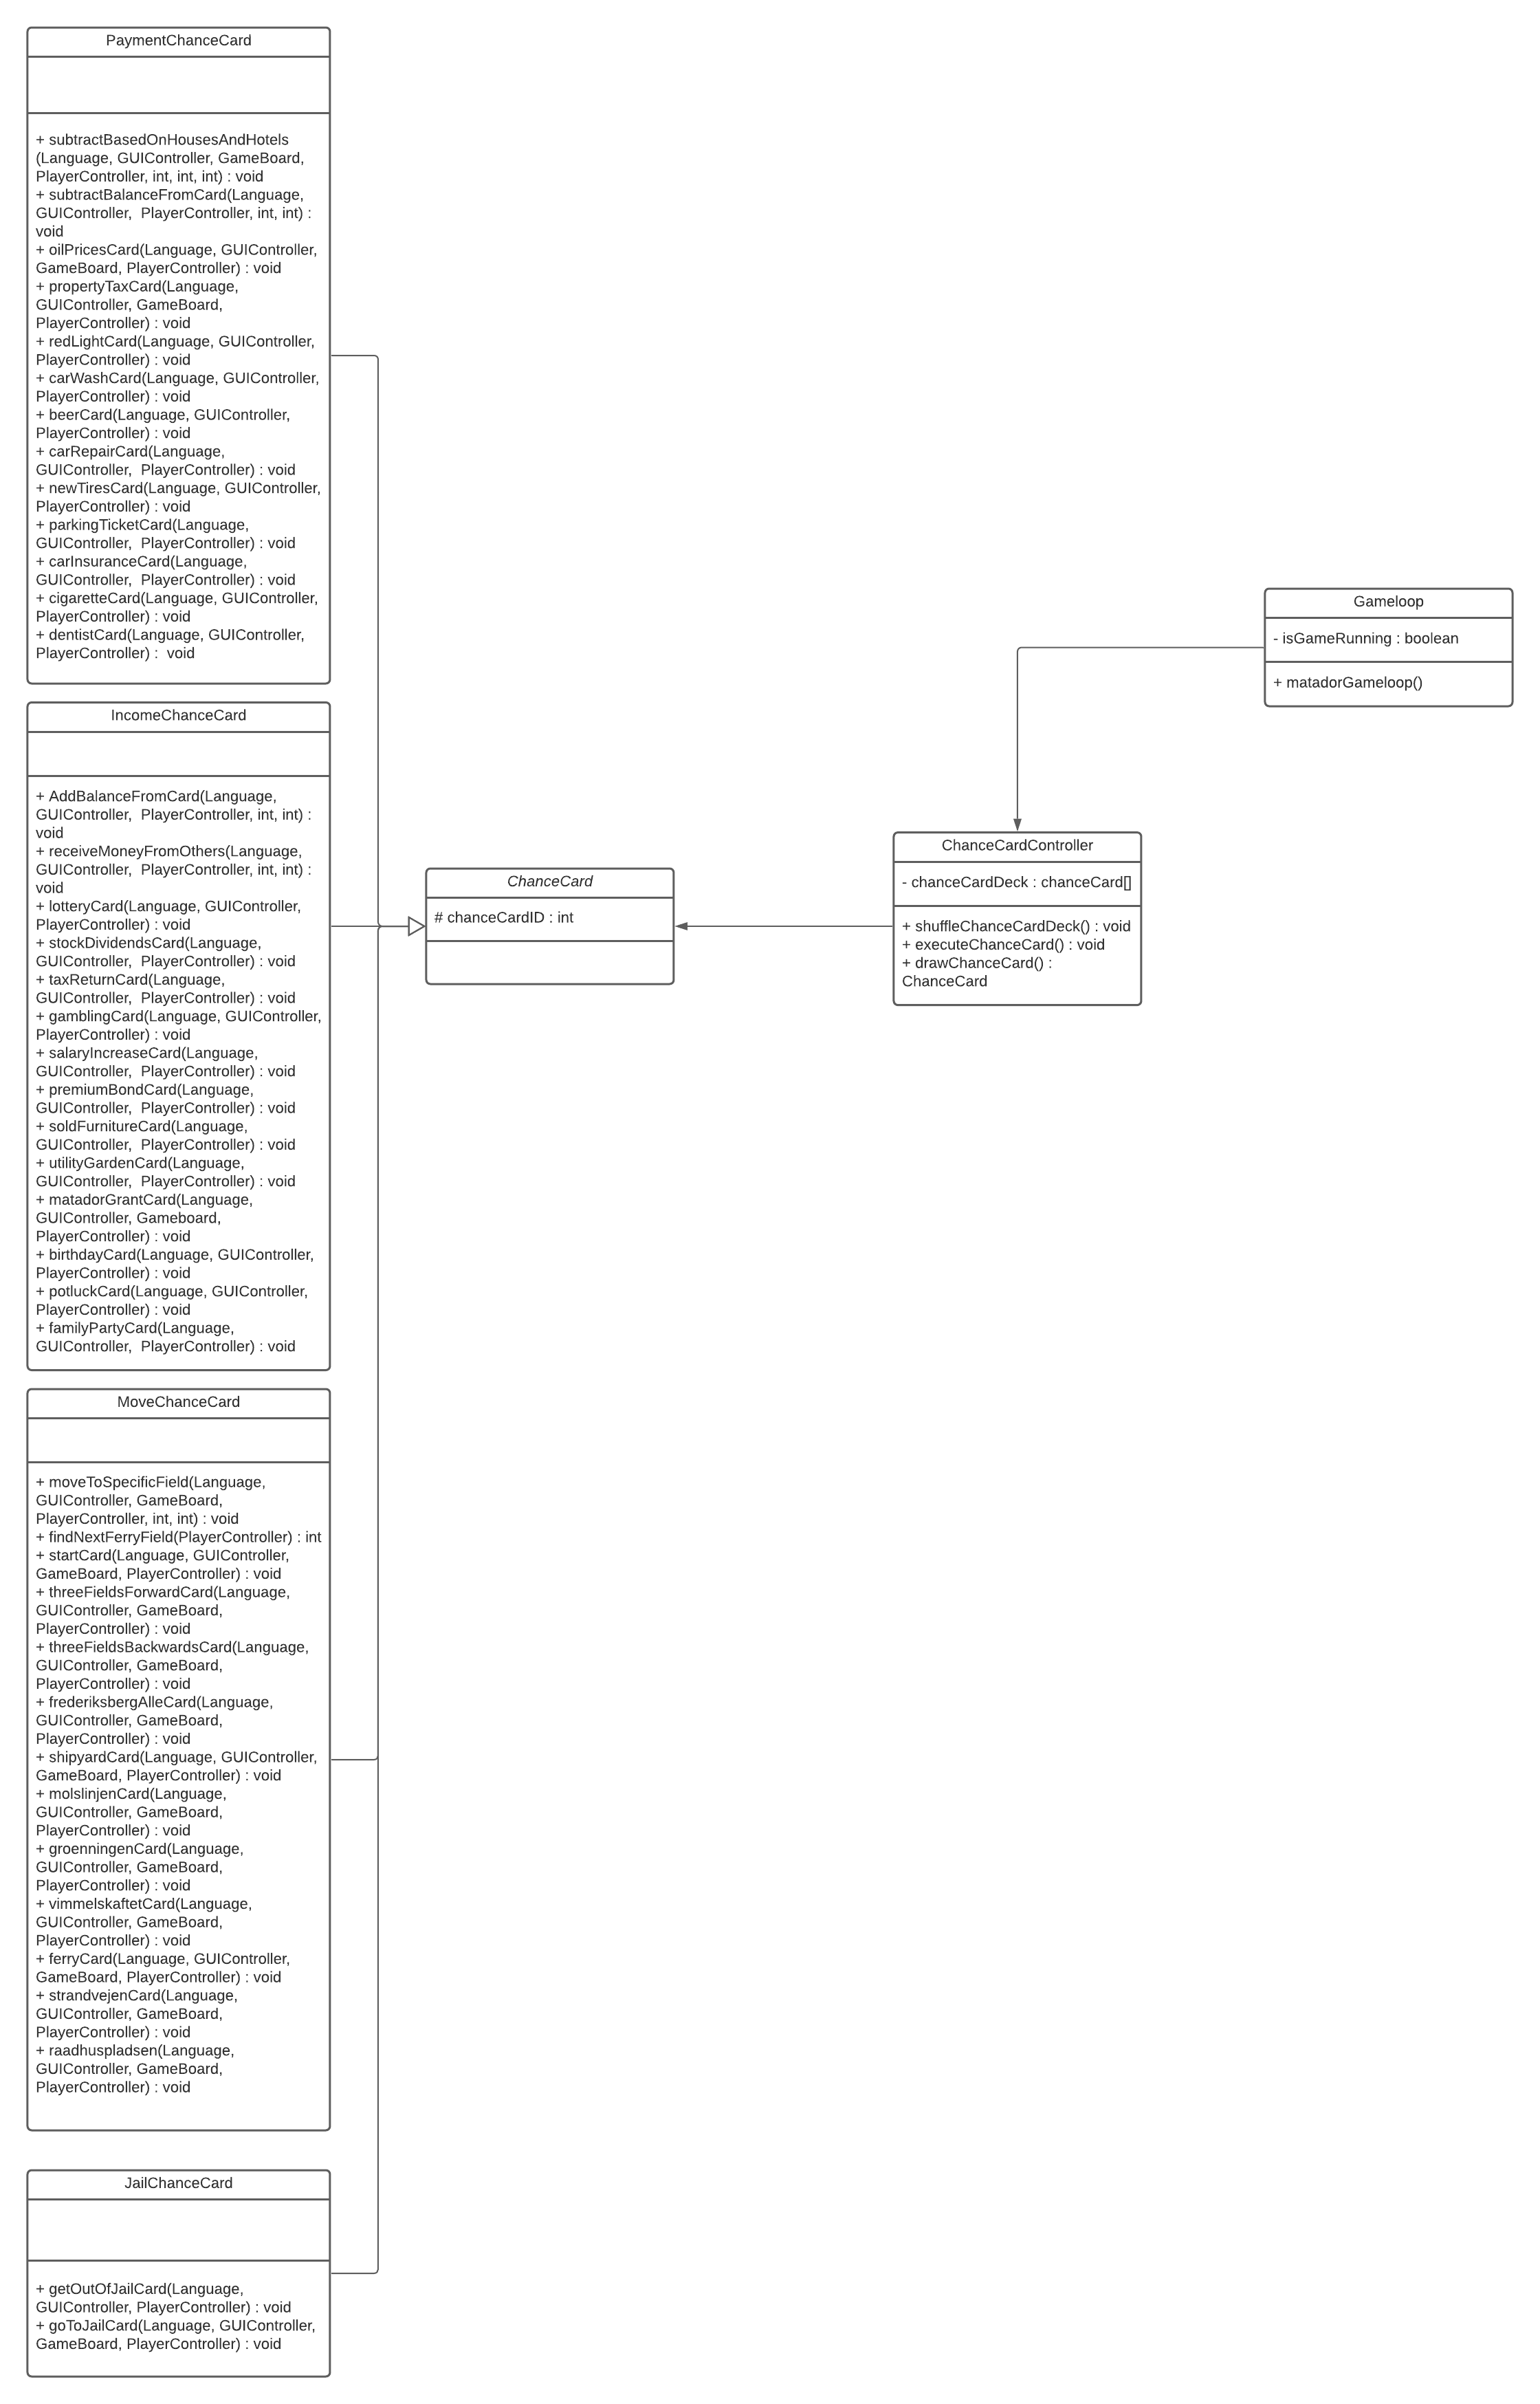 PaymentChanceCard
+ subtractBasedOnHousesAndHotels
(Language, GUIController, GameBoard,
PlayerController, int, int, int) : void
+ subtractBalanceFromCard(Language,
GUIController,  PlayerController, int, int) :
void
+ oilPricesCard(Language, GUIController,
GameBoard, PlayerController) : void
+ propertyTaxCard(Language,
GUIController, GameBoard,
PlayerController) : void
+ redLightCard(Language, GUIController,
PlayerController) : void
+ carWashCard(Language, GUIController,
PlayerController) : void
+ beerCard(Language, GUIController,
PlayerController) : void
+ carRepairCard(Language,
GUIController,  PlayerController) : void
+ newTiresCard(Language, GUIController,
PlayerController) : void
+ parkingTicketCard(Language,
GUIController,  PlayerController) : void
+ carInsuranceCard(Language,
GUIController,  PlayerController) : void
+ cigaretteCard(Language, GUIController,
PlayerController) : void
+ dentistCard(Language, GUIController,
PlayerController) :  void
IncomeChanceCard
+ AddBalanceFromCard(Language,
GUIController,  PlayerController, int, int) :
void
+ receiveMoneyFromOthers(Language,
GUIController,  PlayerController, int, int) :
void
+ lotteryCard(Language, GUIController,
PlayerController) : void
+ stockDividendsCard(Language,
GUIController,  PlayerController) : void
+ taxReturnCard(Language,
GUIController,  PlayerController) : void
+ gamblingCard(Language, GUIController,
PlayerController) : void
+ salaryIncreaseCard(Language,
GUIController,  PlayerController) : void
+ premiumBondCard(Language,
GUIController,  PlayerController) : void
+ soldFurnitureCard(Language,
GUIController,  PlayerController) : void
+ utilityGardenCard(Language,
GUIController,  PlayerController) : void
+ matadorGrantCard(Language,
GUIController, Gameboard,
PlayerController) : void
+ birthdayCard(Language, GUIController,
PlayerController) : void
+ potluckCard(Language, GUIController,
PlayerController) : void
+ familyPartyCard(Language,
GUIController,  PlayerController) : void
MoveChanceCard
+ moveToSpecificField(Language,
GUIController, GameBoard,
PlayerController, int, int) : void
+ findNextFerryField(PlayerController) : int
+ startCard(Language, GUIController,
GameBoard, PlayerController) : void
+ threeFieldsForwardCard(Language,
GUIController, GameBoard,
PlayerController) : void
+ threeFieldsBackwardsCard(Language,
GUIController, GameBoard,
PlayerController) : void
+ frederiksbergAlleCard(Language,
GUIController, GameBoard,
PlayerController) : void
+ shipyardCard(Language, GUIController,
GameBoard, PlayerController) : void
+ molslinjenCard(Language,
GUIController, GameBoard,
PlayerController) : void
+ groenningenCard(Language,
GUIController, GameBoard,
PlayerController) : void
+ vimmelskaftetCard(Language,
GUIController, GameBoard,
PlayerController) : void
+ ferryCard(Language, GUIController,
GameBoard, PlayerController) : void
+ strandvejenCard(Language,
GUIController, GameBoard,
PlayerController) : void
+ raadhuspladsen(Language,
GUIController, GameBoard,
PlayerController) : void
JailChanceCard
+ getOutOfJailCard(Language,
GUIController, PlayerController) : void
+ goToJailCard(Language, GUIController,
GameBoard, PlayerController) : void
ChanceCard
# chanceCardID : int
ChanceCardController
- chanceCardDeck : chanceCard[]
+ shuffleChanceCardDeck() : void
+ executeChanceCard() : void
+ drawChanceCard() :
ChanceCard
Gameloop
- isGameRunning : boolean
+ matadorGameloop()